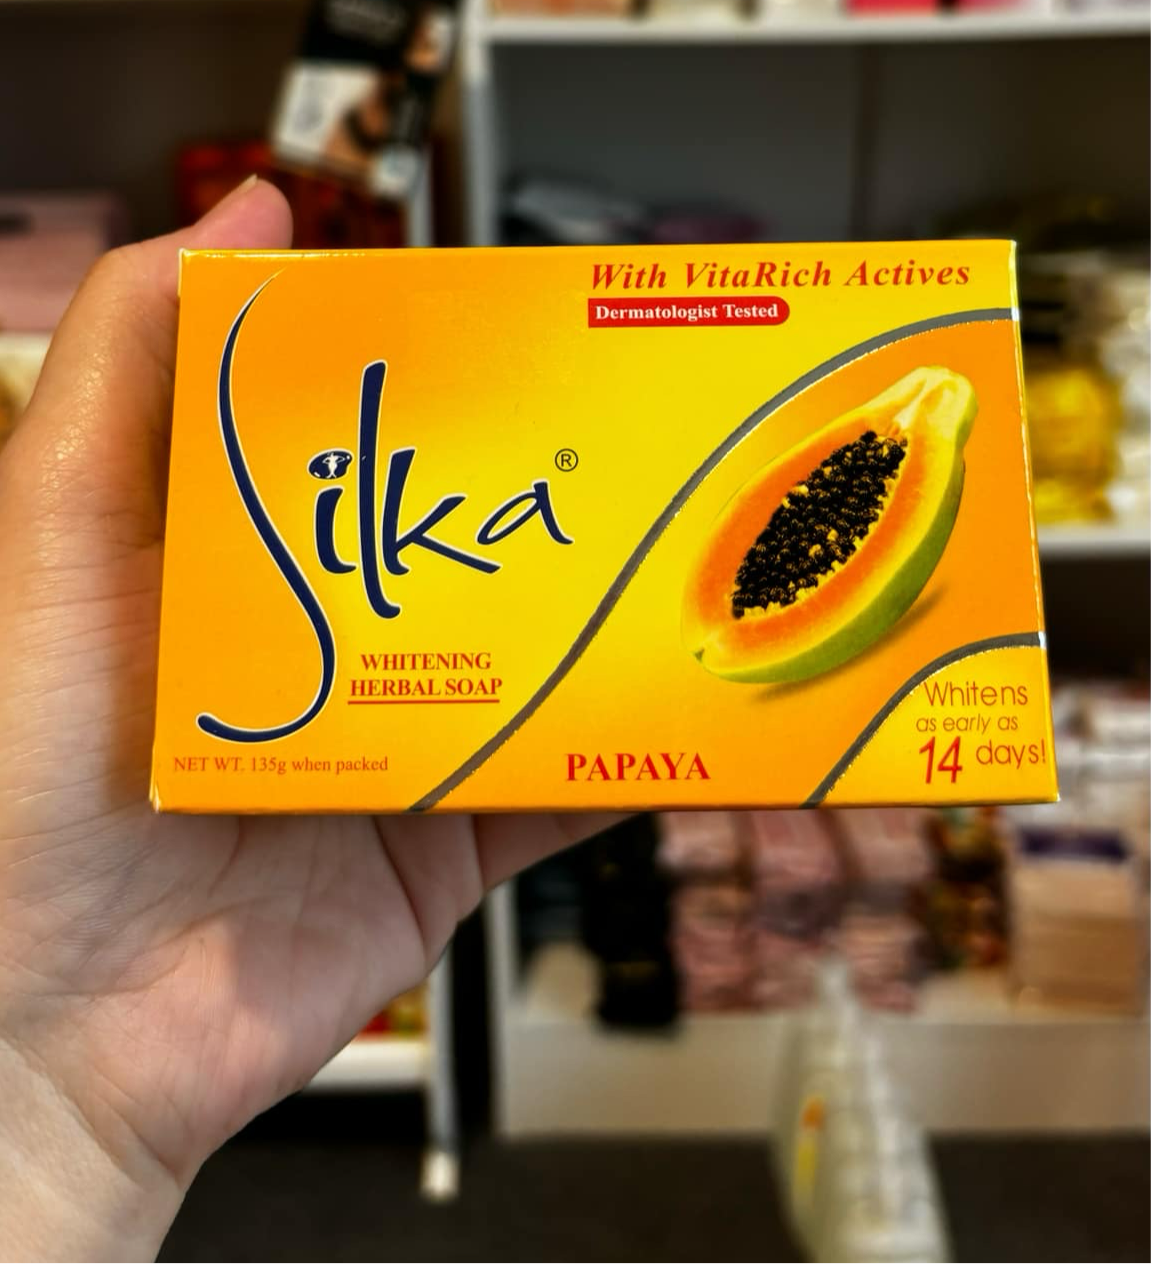 With VitaRich Actives
Dermatologist Tested
Silka®
WHITENING
HERBAL SOAP
NET WT. 135g when packed
PAPAYA
Whitens
as early as
14 days!